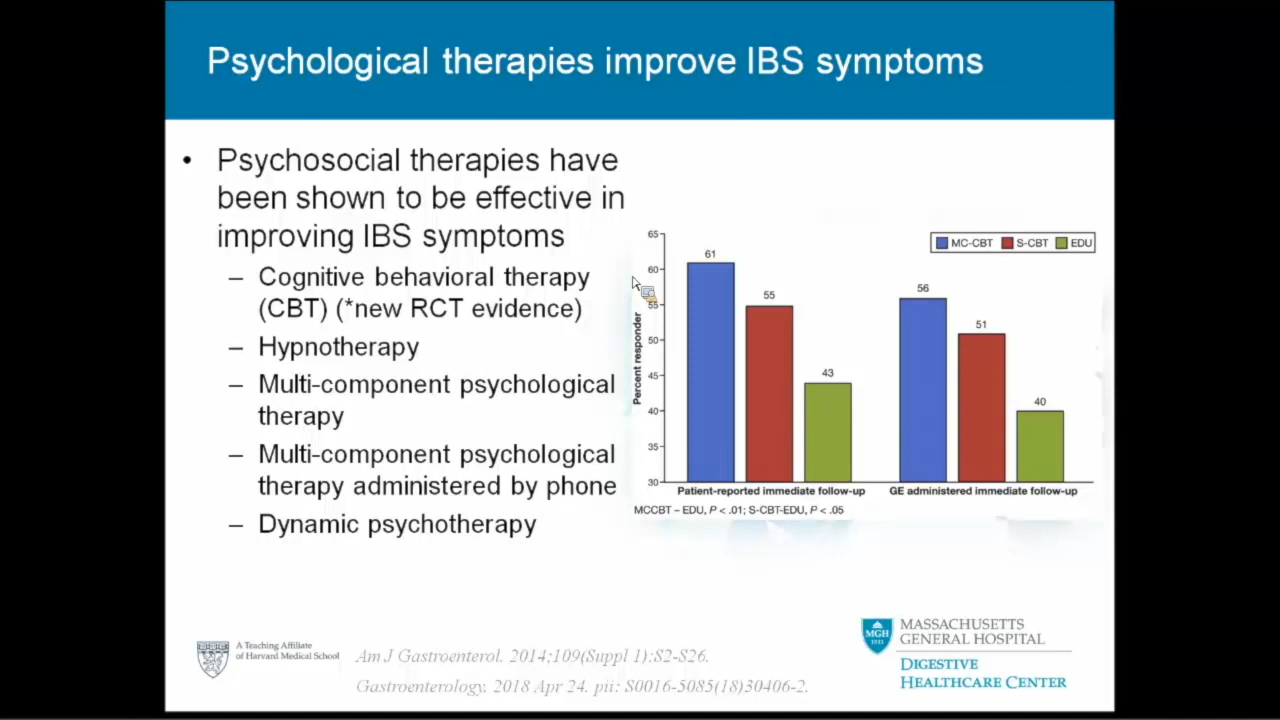 Psychological therapies improve IBS symptoms
• Psychosocial therapies have
been shown to be effective in
improving IBS symptoms
– Cognitive behavioral therapy
(CBT) (*new RCT evidence)
– Hypnotherapy
– Multi-component psychological
therapy
– Multi-component psychological
therapy administered by phone
– Dynamic psychotherapy
MC-CBT S-CBT EDU
Percent responder
65
60
55
50
45
40
35
30
61
55
43
56
51
40
Patient-reported immediate follow-up GE administered immediate follow-up
MCCBT – EDU, P < .01; S-CBT-EDU, P < .05
A Teaching Affiliate
of Harvard Medical School
Am J Gastroenterol. 2014;109(Suppl 1):S2-S26.
Gastroenterology. 2018 Apr 24. pii: S0016-5085(18)30406-2.
MGH
1811
MASSACHUSETTS
GENERAL HOSPITAL
DIGESTIVE
HEALTHCARE CENTER